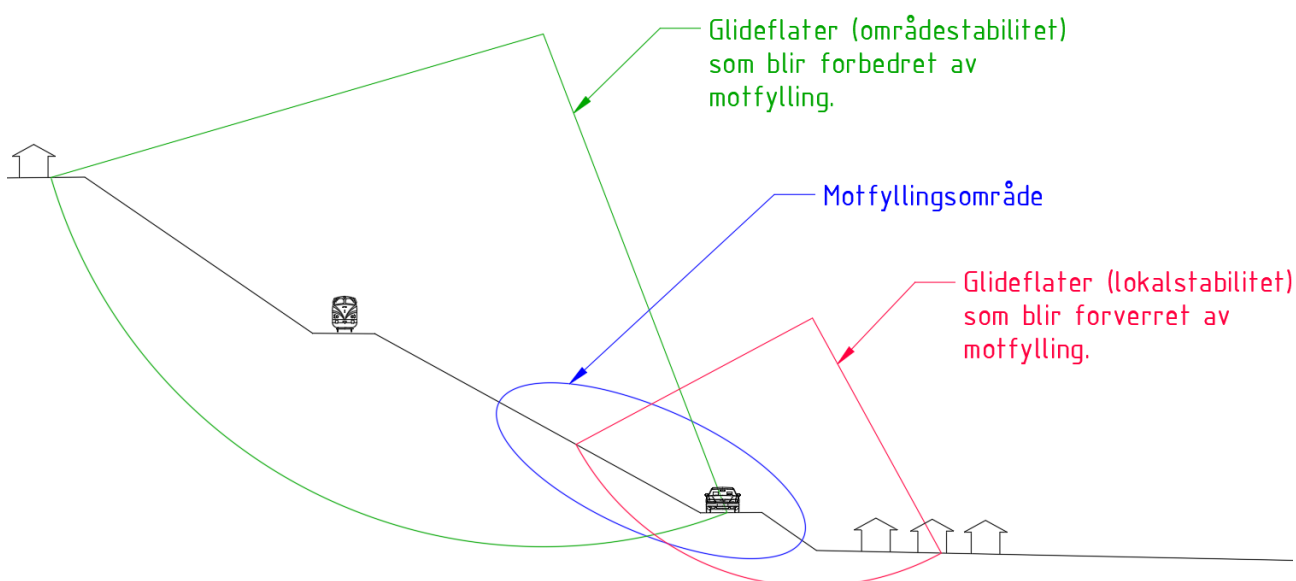 Glideflater (områdestabilitet)
som blir forbedret av
motfylling.
Motfyllingsområde
Glideflater (lokalstabilitet)
som blir forverret av
motfylling.